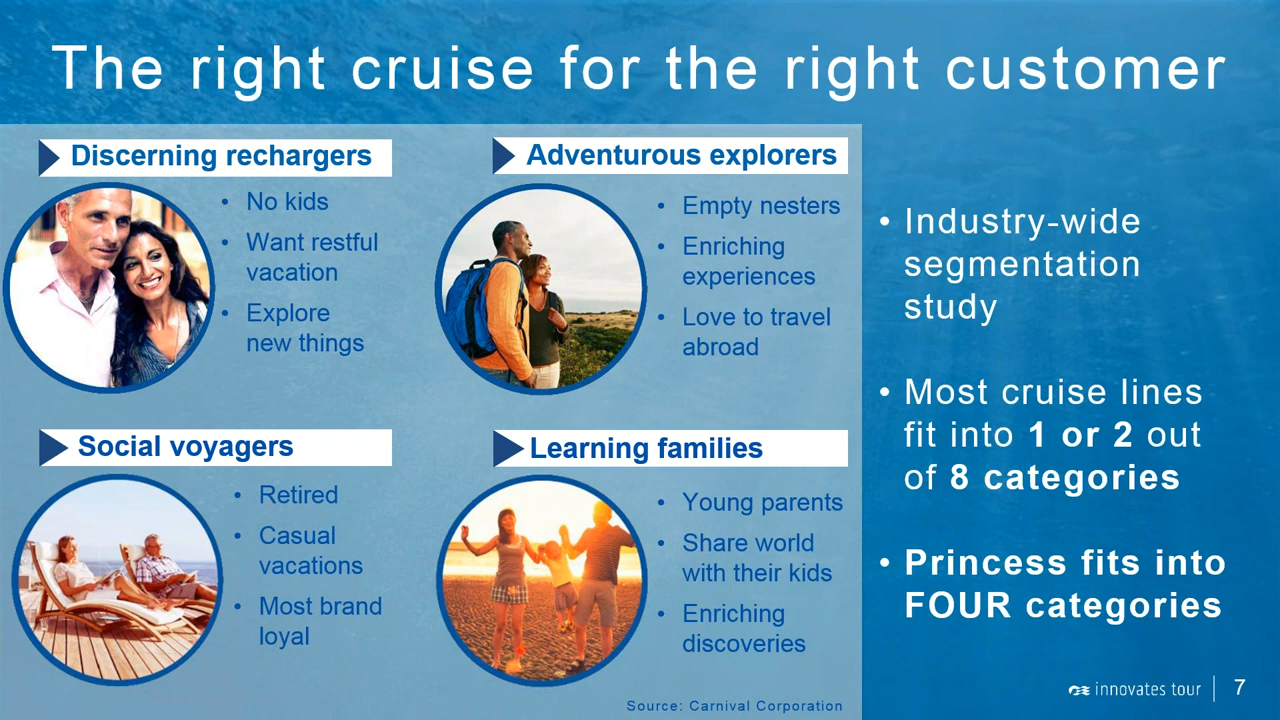 The right cruise for the right customer
Discerning rechargers
• No kids
• Want restful
vacation
• Explore
new things
Adventurous explorers
• Empty nesters
• Enriching
experiences
• Love to travel
abroad
Social voyagers
• Retired
• Casual
vacations
• Most brand
loyal
Learning families
• Young parents
• Share world
with their kids
• Enriching
discoveries
Source: Carnival Corporation
• Industry-wide
segmentation
study
• Most cruise lines
fit into 1 or 2 out
of 8 categories
• Princess fits into
FOUR categories
innovates tour
7